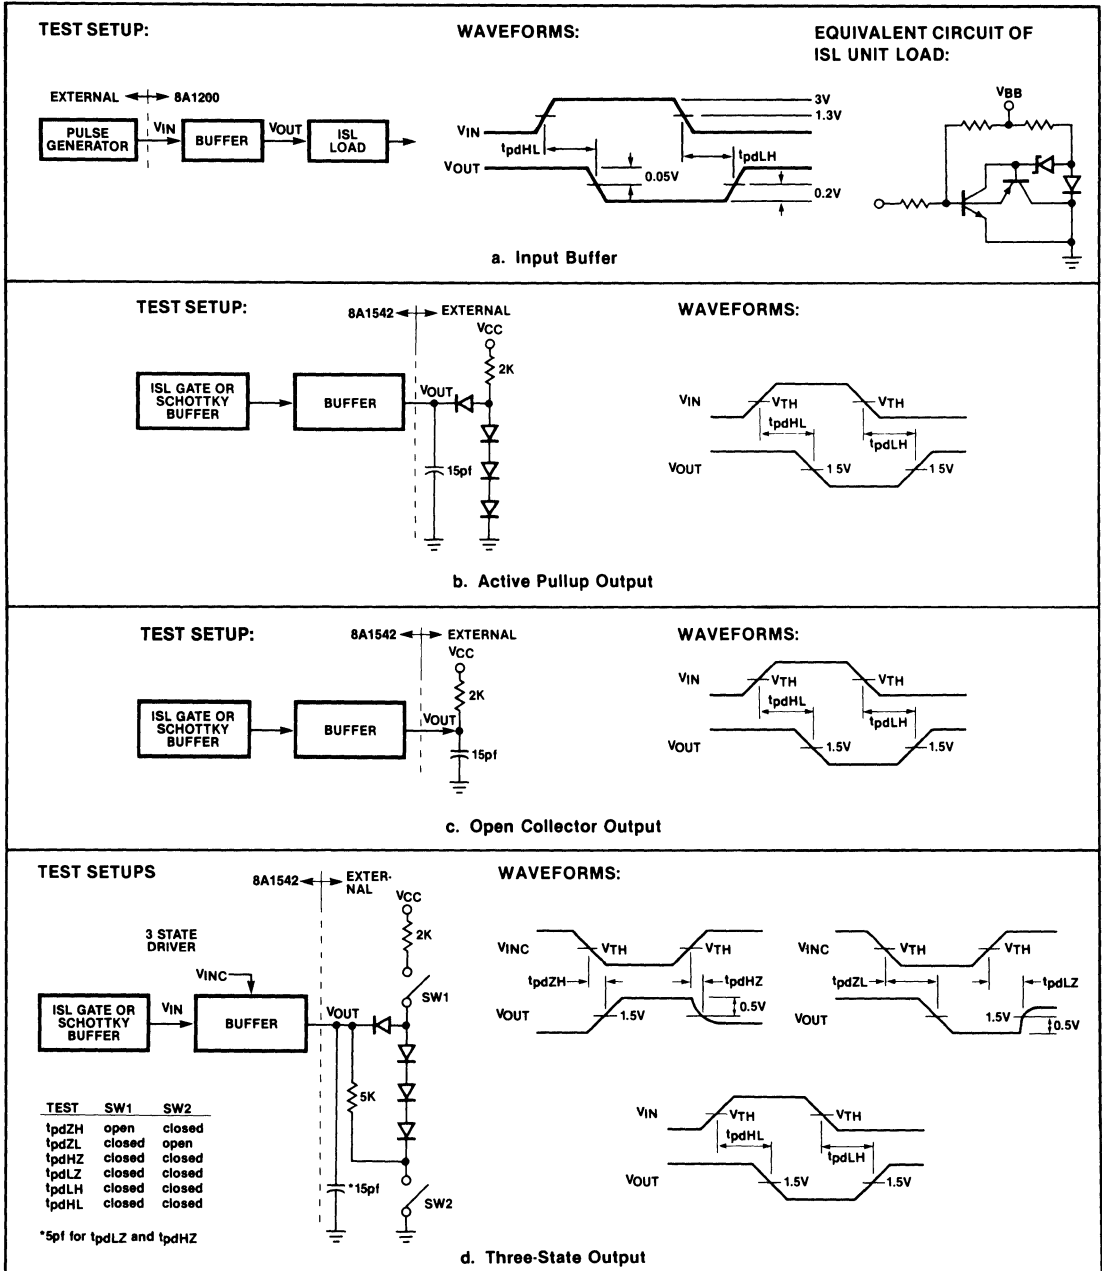 TEST SETUP:
WAVEFORMS:
EQUIVALENT CIRCUIT OF
ISL UNIT LOAD:
EXTERNAL
8A1200
PULSE
GENERATOR
VIN
BUFFER
VOUT
ISL
LOAD
3V
1.3V
VIN
tpdHL
tpdLH
VOUT
0.05V
0.2V
VBB
a. Input Buffer
TEST SETUP:
8A1542
EXTERNAL
VCC
2K
ISL GATE OR
SCHOTTKY
BUFFER
BUFFER
VOUT
15pf
WAVEFORMS:
VIN
VTH
VTH
tpdHL
tpdLH
VOUT
1 5V
1 5V
b. Active Pullup Output
TEST SETUP:
8A1542
EXTERNAL
VCC
2K
ISL GATE OR
SCHOTTKY
BUFFER
BUFFER
VOUT
15pf
WAVEFORMS:
VIN
VTH
VTH
tpdHL
tpdLH
VOUT
1.5V
1.5V
c. Open Collector Output
TEST SETUPS
8A1542
EXTER-
NAL
VCC
2K
3 STATE
DRIVER
VINC
SW1
ISL GATE OR
SCHOTTKY
BUFFER
VIN
BUFFER
VOUT
5K
*15pf
SW2
TEST SW1 SW2
tpdZH open closed
tpdZL closed open
tpdHZ closed closed
tpdLZ closed closed
tpdLH closed closed
tpdHL closed closed
*5pf for tpdLZ and tpdHZ
WAVEFORMS:
VINC
VTH
VTH
tpdZH
tpdHZ
VOUT
1.5V
0.5V
VINC
VTH
VTH
tpdZL
tpdLZ
VOUT
1.5V
0.5V
VIN
VTH
VTH
tpdHL
tpdLH
VOUT
1.5V
1.5V
d. Three-State Output